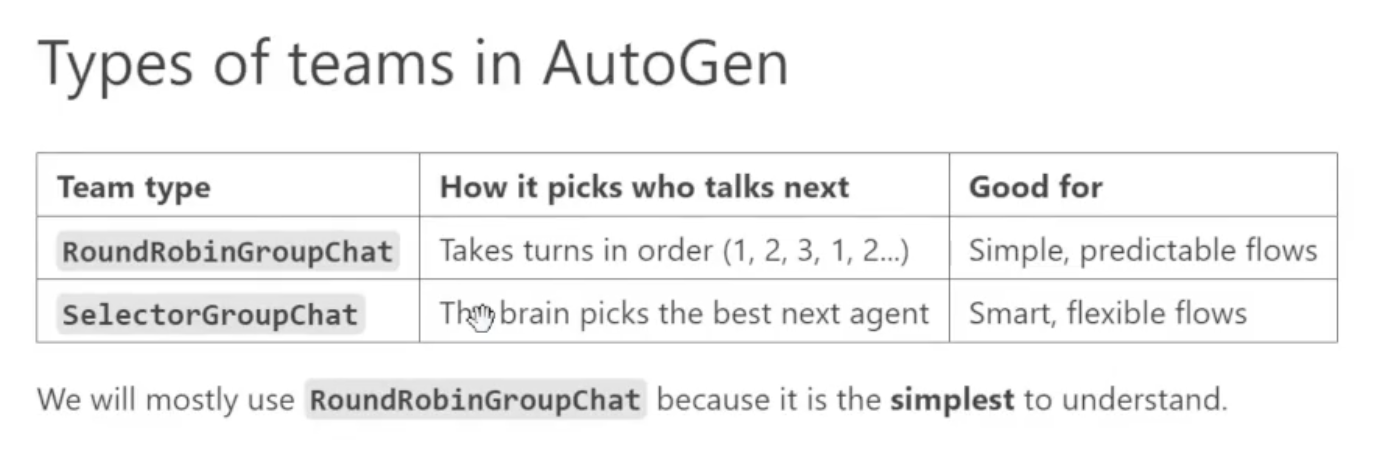 Types of teams in AutoGen
Team type How it picks who talks next Good for
RoundRobinGroupChat Takes turns in order (1, 2, 3, 1, 2...) Simple, predictable flows
SelectorGroupChat brain picks the best next agent Smart, flexible flows
We will mostly use RoundRobinGroupChat because it is the simplest to understand.